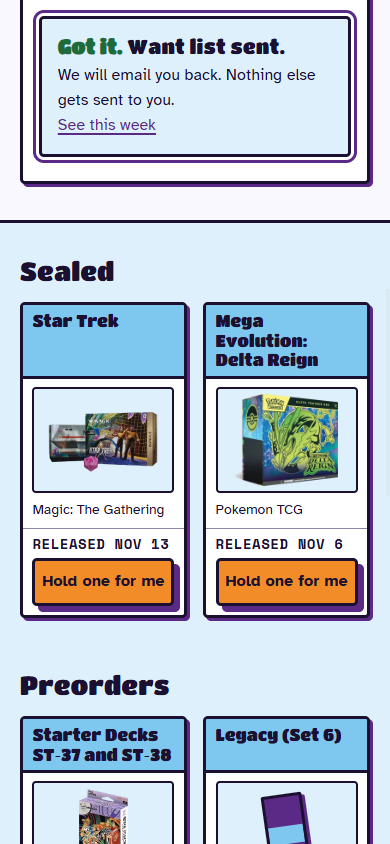 Got it. Want list sent.
We will email you back. Nothing else
gets sent to you.
See this week
Sealed
Star Trek
Mega
Evolution:
Delta Reign
Magic: The Gathering
Pokemon TCG
RELEASED NOV 13
RELEASED NOV 6
Hold one for me
Hold one for me
Preorders
Starter Decks
ST-37 and ST-38
Legacy (Set 6)